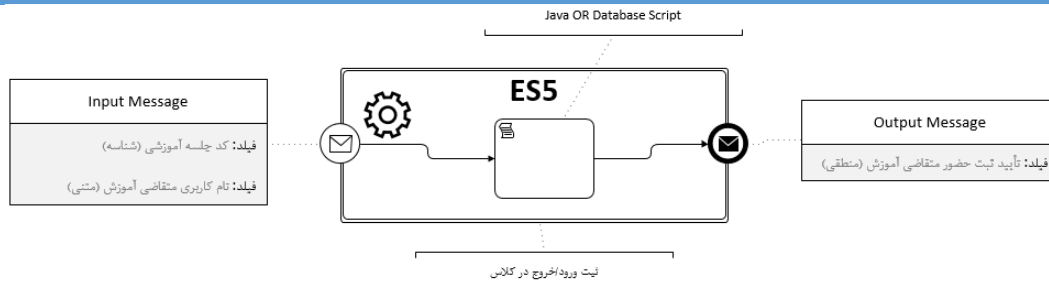 Java OR Database Script
ES5
Input Message
فیلد: کد جلسه آموزشی (شناسه)
فیلد: نام کاربری متقاضی آموزش (متنی)
Output Message
فیلد: تأیید ثبت حضور متقاضی آموزش (منطقی)
ثبت ورود/خروج در کلاس